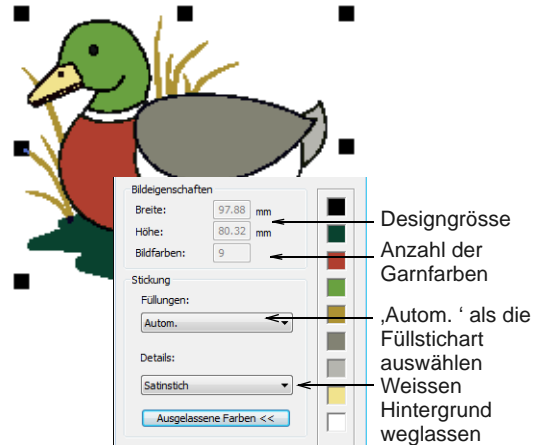 Bildeigenschaften
Breite: 97.88 mm
Höhe: 80.32 mm
Bildfarben: 9
Stickung
Füllungen:
Autom.
Details:
Satinstich
Ausgelassene Farben <<
Designgrösse
Anzahl der
Garnfarben
‚Autom. ‘ als die
Füllstichart
auswählen
Weissen
Hintergrund
weglassen